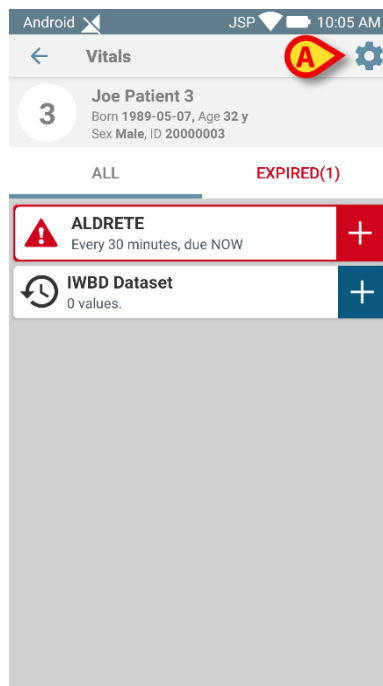 Android JSP 10:05 AM
Vitals A
3
Joe Patient 3
Born 1989-05-07, Age 32 y
Sex Male, ID 20000003
ALL EXPIRED(1)
ALDRETE
Every 30 minutes, due NOW
IWBD Dataset
0 values.